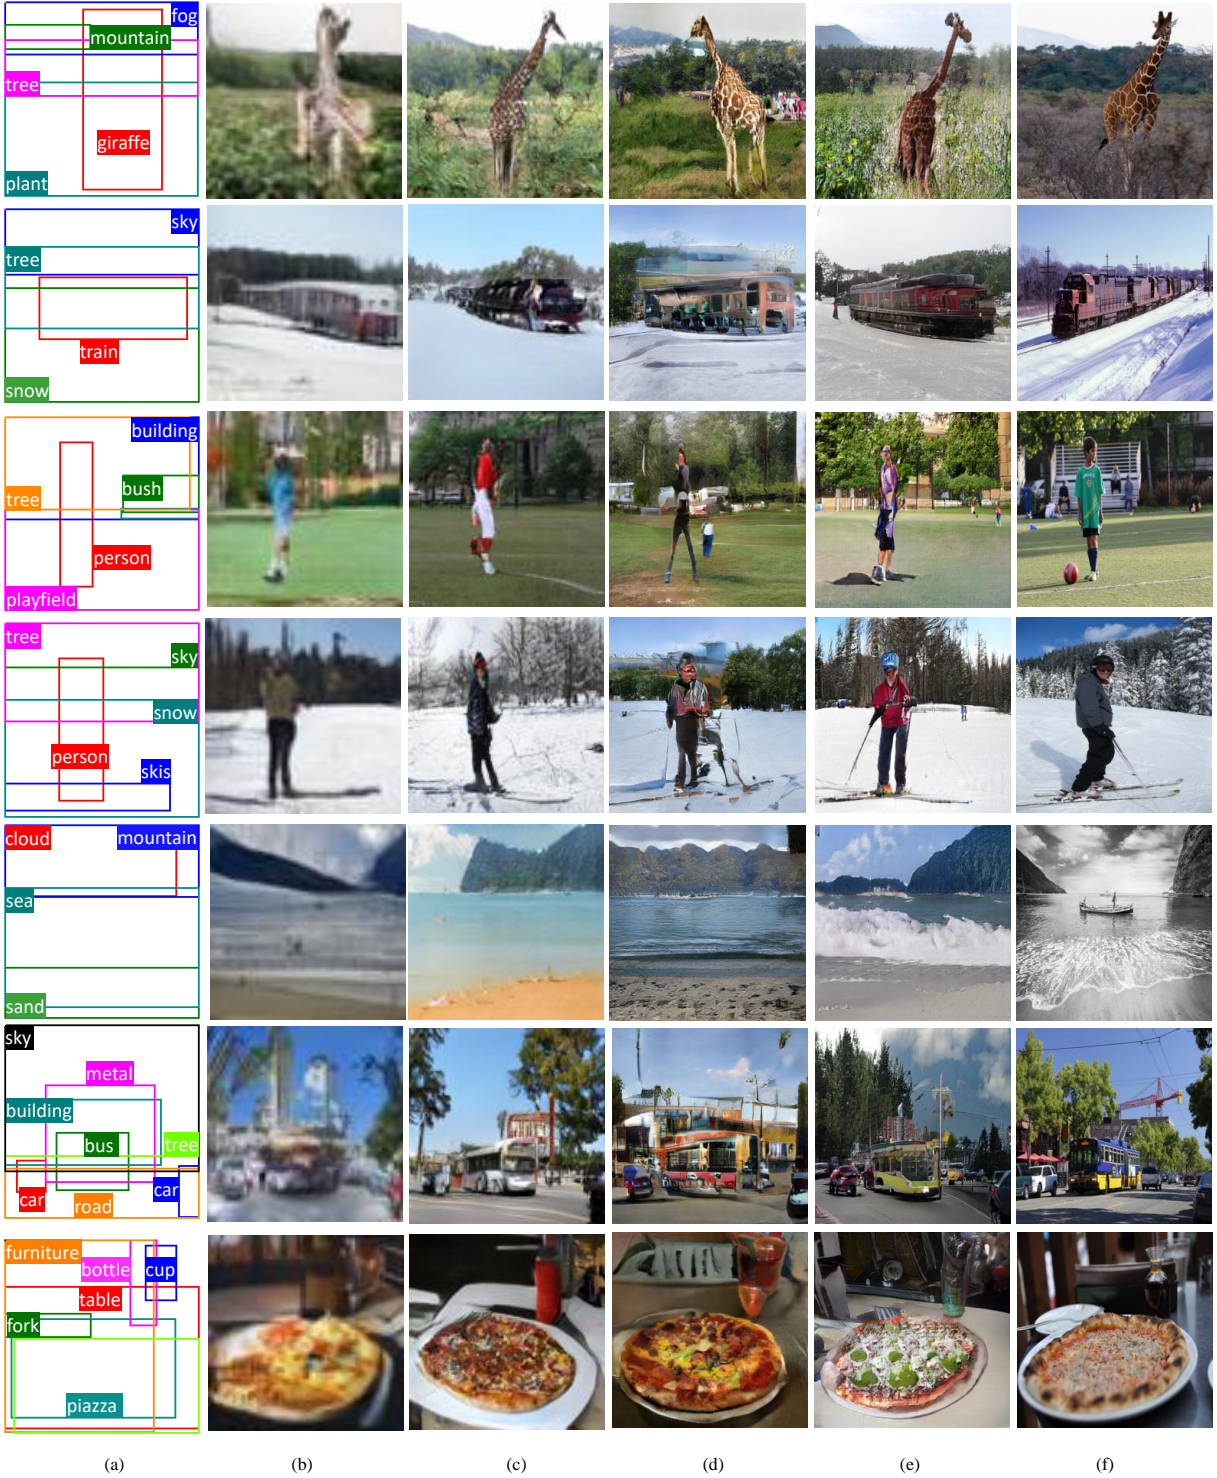 fog
mountain
tree
giraffe
plant
sky
tree
train
snow
building
bush
tree
person
playfield
tree
sky
snow
person
skis
cloud
mountain
sea
sand
sky
metal
building
bus
tree
car
car
road
furniture
bottle
cup
table
fork
piazza
(a)
(b)
(c)
(d)
(e)
(f)